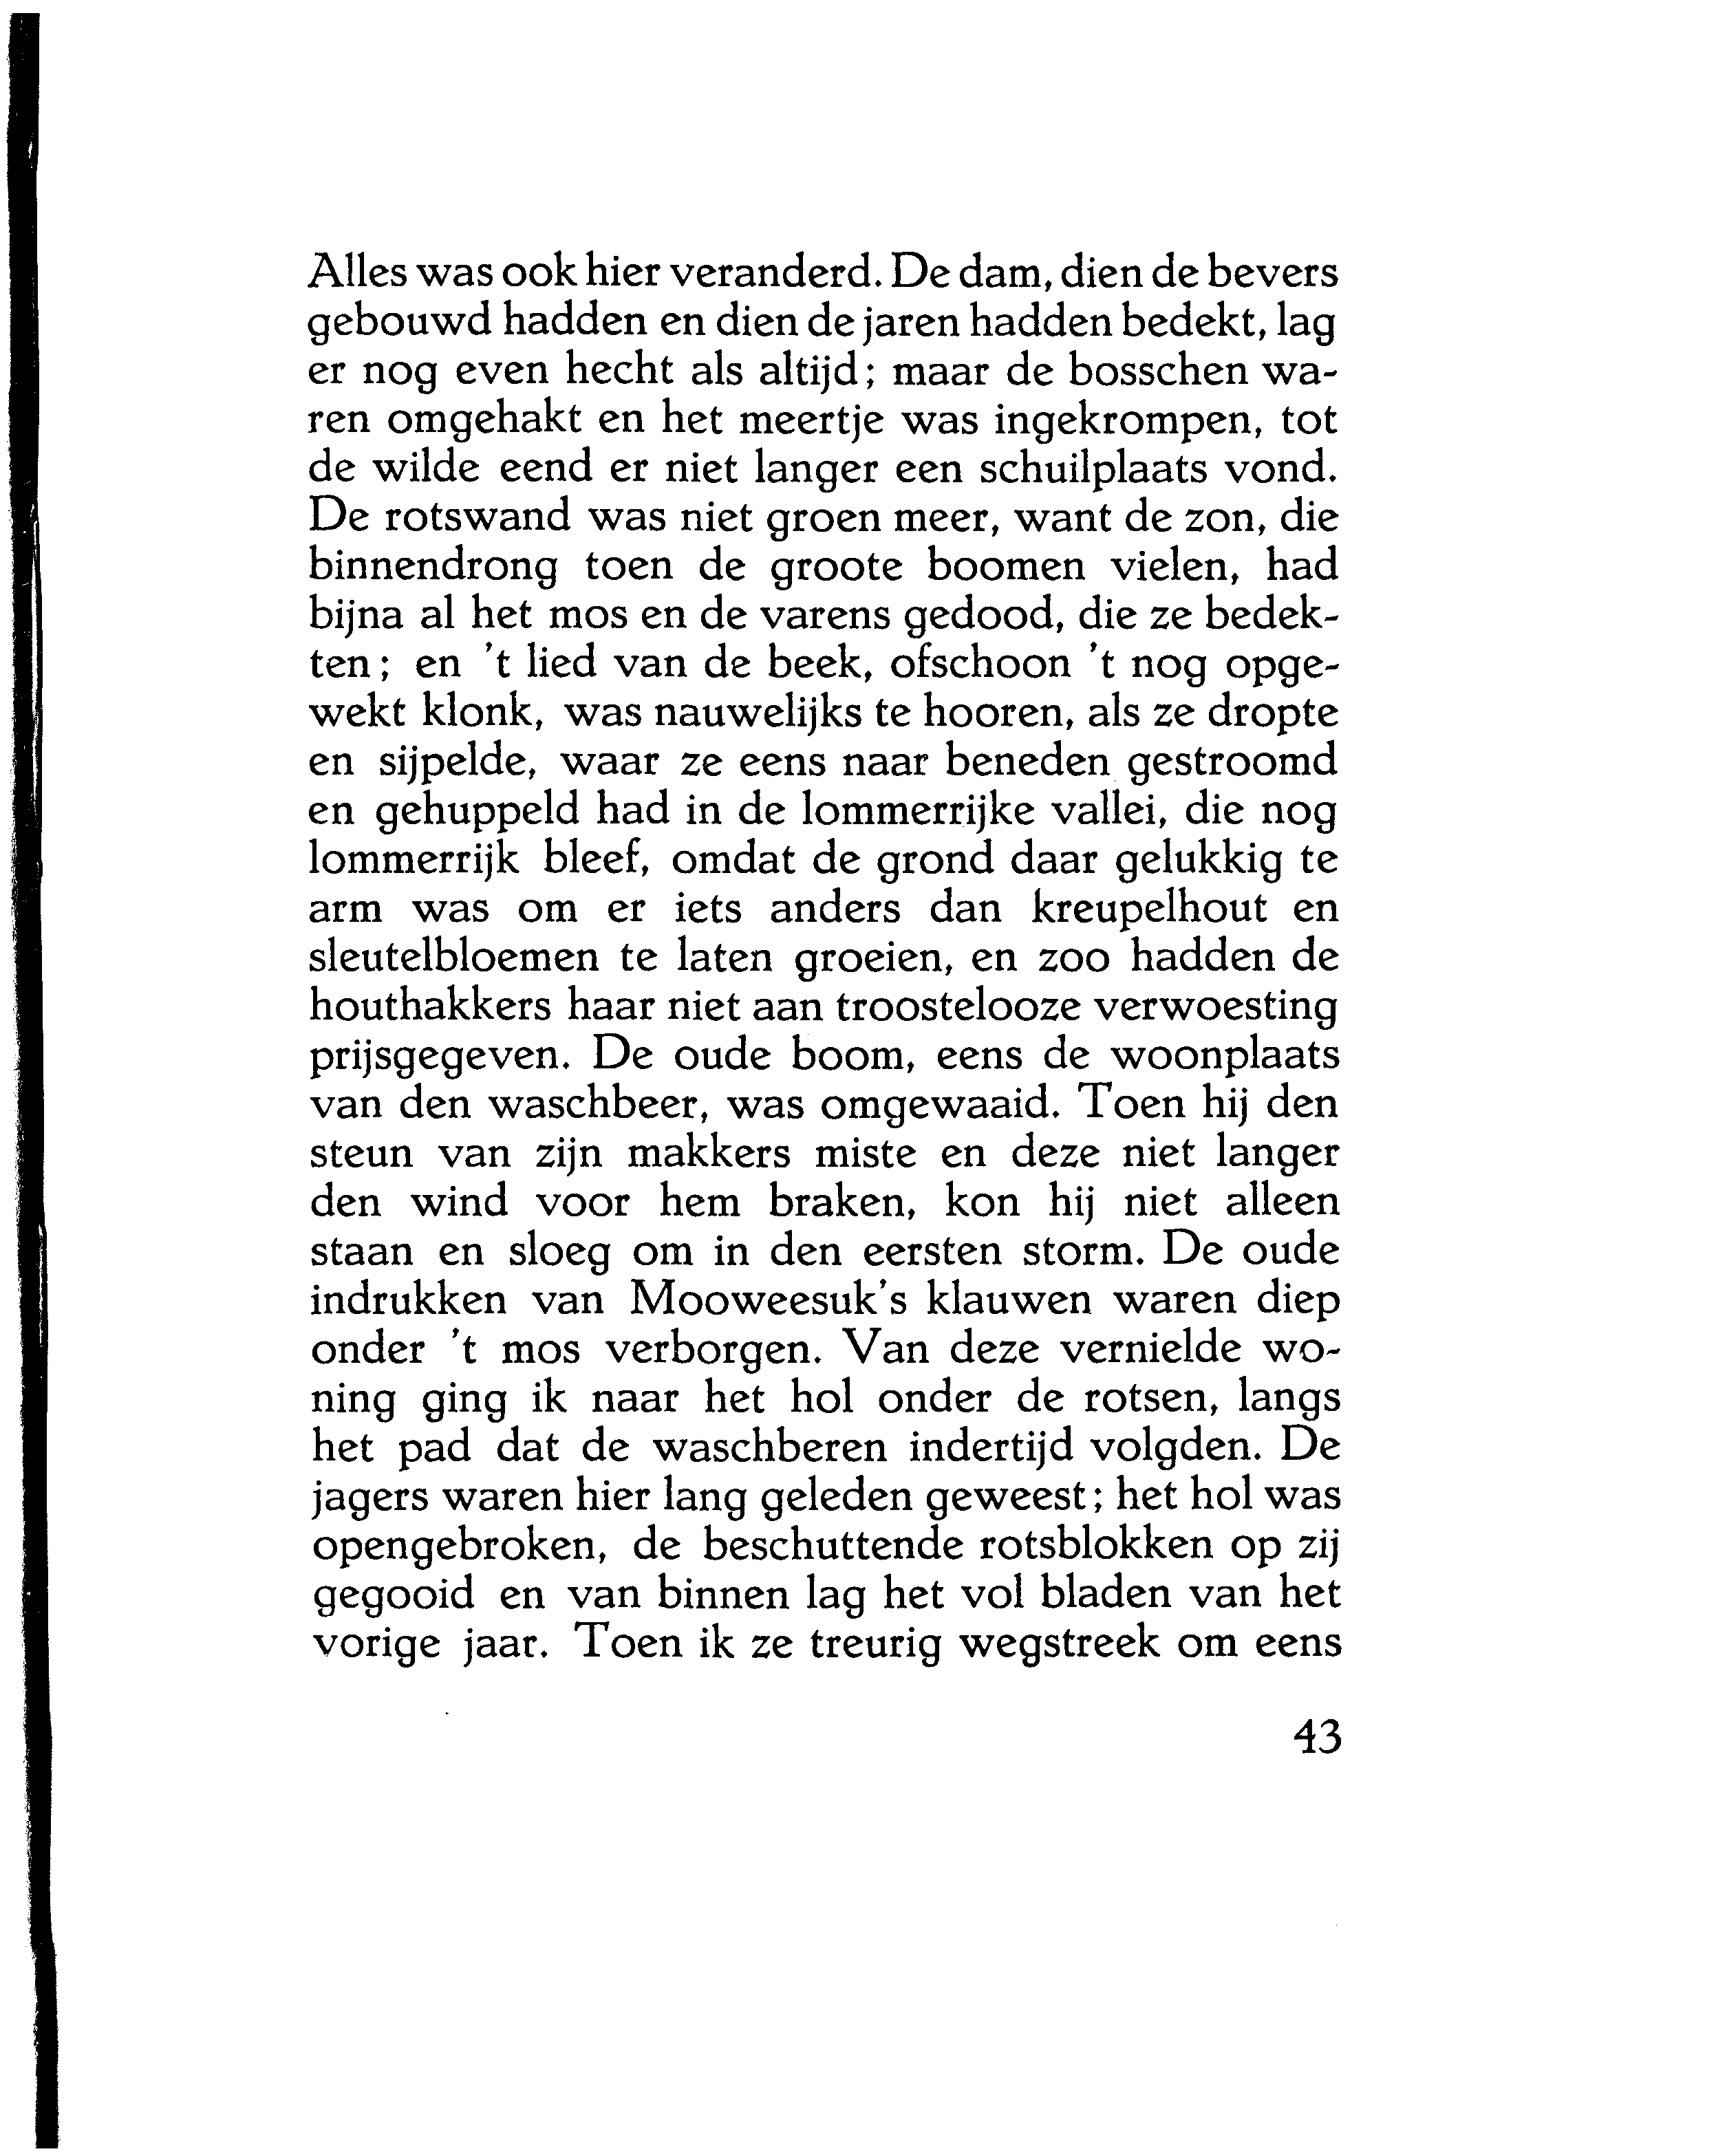 Alles was ook hier veranderd. De dam, dien de bevers
gebouwd hadden en dien de jaren hadden bedekt, lag
er nog even hecht als altijd; maar de bosschen wa-
ren omgehakt en het meertje was ingekrompen, tot
de wilde eend er niet langer een schuilplaats vond.
De rotswand was niet groen meer, want de zon, die
binnendrong toen de groote boomen vielen, had
bijna al het mos en de varens gedood, die ze bedek-
ten; en 't lied van de beek, ofschoon 't nog opge-
wekt klonk, was nauwelijks te hooren, als ze dropte
en sijpelde, waar ze eens naar beneden gestroomd
en gehuppeld had in de lommerrijke vallei, die nog
lommerrijk bleef, omdat de grond daar gelukkig te
arm was om er iets anders dan kreupelhout en
sleutelbloemen te laten groeien, en zoo hadden de
houthakkers haar niet aan troostelooze verwoesting
prijsgegeven. De oude boom, eens de woonplaats
van den waschbeer, was omgewaaid. Toen hij den
steun van zijn makkers miste en deze niet langer
den wind voor hem braken, kon hij niet alleen
staan en sloeg om in den eersten storm. De oude
indrukken van Mooweesuk's klauwen waren diep
onder 't mos verborgen. Van deze vernielde wo-
ning ging ik naar het hol onder de rotsen, langs
het pad dat de waschberen indertijd volgden. De
jagers waren hier lang geleden geweest; het hol was
opengebroken, de beschuttende rotsblokken op zij
gegooid en van binnen lag het vol bladen van het
vorige jaar. Toen ik ze treurig wegstreek om eens
43